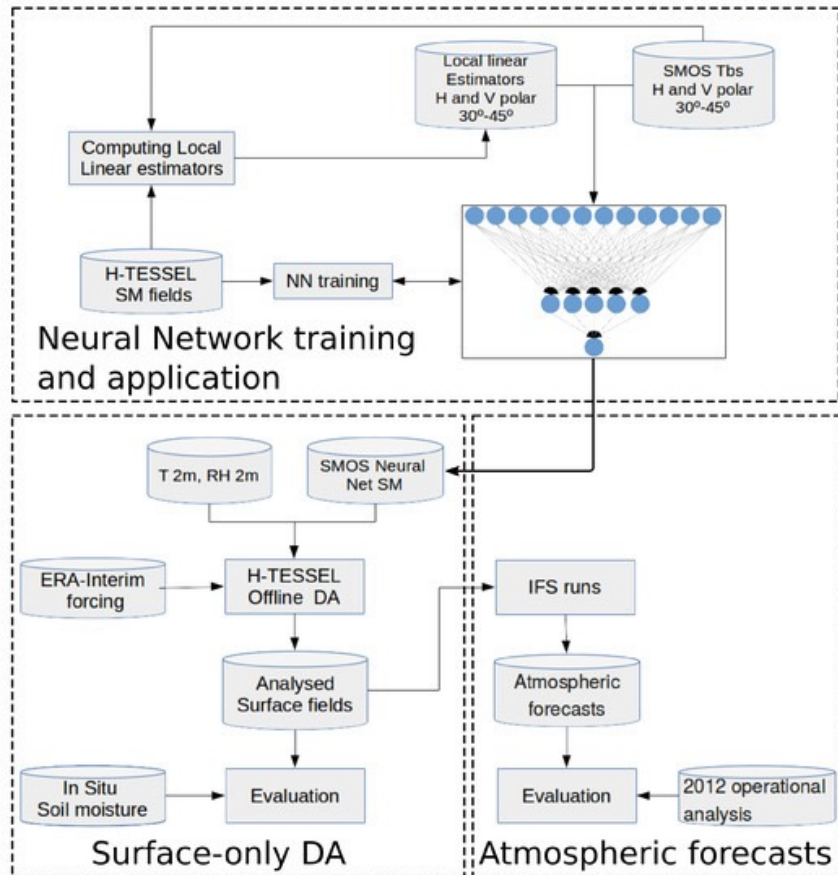 Local linear
Estimators
H and V polar
30º-45º
SMOS Tbs
H and V polar
30º-45º
Computing Local
Linear estimators
H-TESSEL
SM fields
NN training
Neural Network training
and application
T 2m, RH 2m
SMOS Neural
Net SM
ERA-Interim
forcing
H-TESSEL
Offline DA
Analysed
Surface fields
In Situ
Soil moisture
Evaluation
Surface-only DA
IFS runs
Atmospheric
forecasts
Evaluation
2012 operational
analysis
Atmospheric forecasts